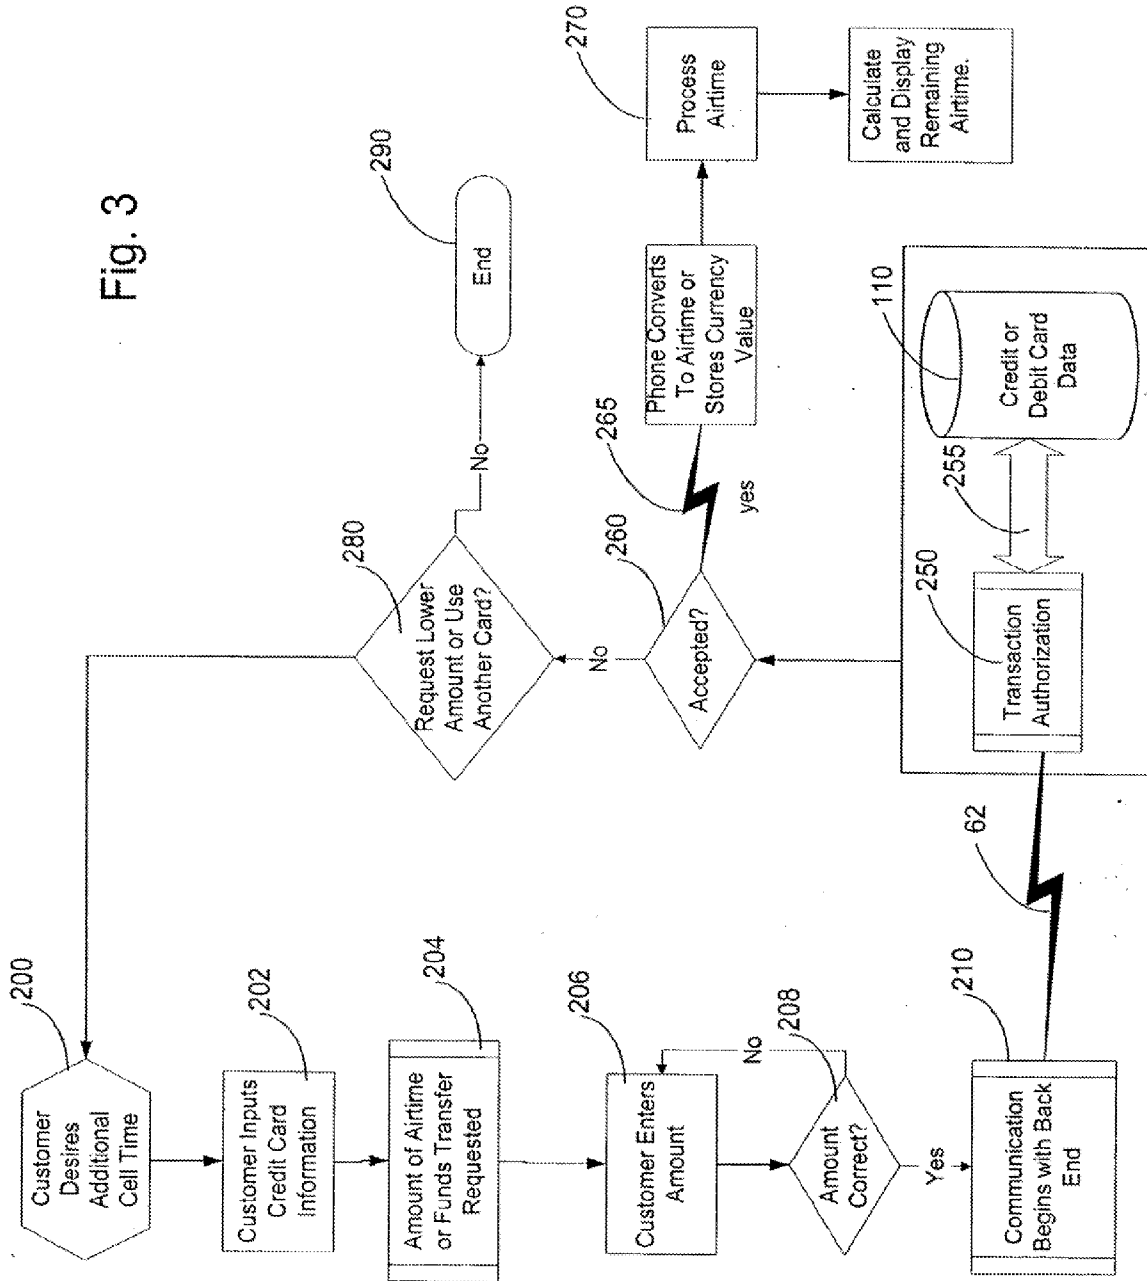 Fig. 3
200
Customer
Desires
Additional
Cell Time
202
Customer Inputs
Credit Card
Information
204
Amount of Airtime
or Funds Transfer
Requested
206
Customer Enters
Amount
No
208
Amount
Correct?
Yes
210
Communication
Begins with Back
End
62
250
Transaction
Authorization
255
110
Credit or
Debit Card
Data
260
Accepted?
No
280
Request Lower
Amount or Use
Another Card?
No
290
End
265
yes
Phone Converts
To Airtime or
Stores Currency
Value
270
Process
Airtime
Calculate
and Display
Remaining
Airtime.